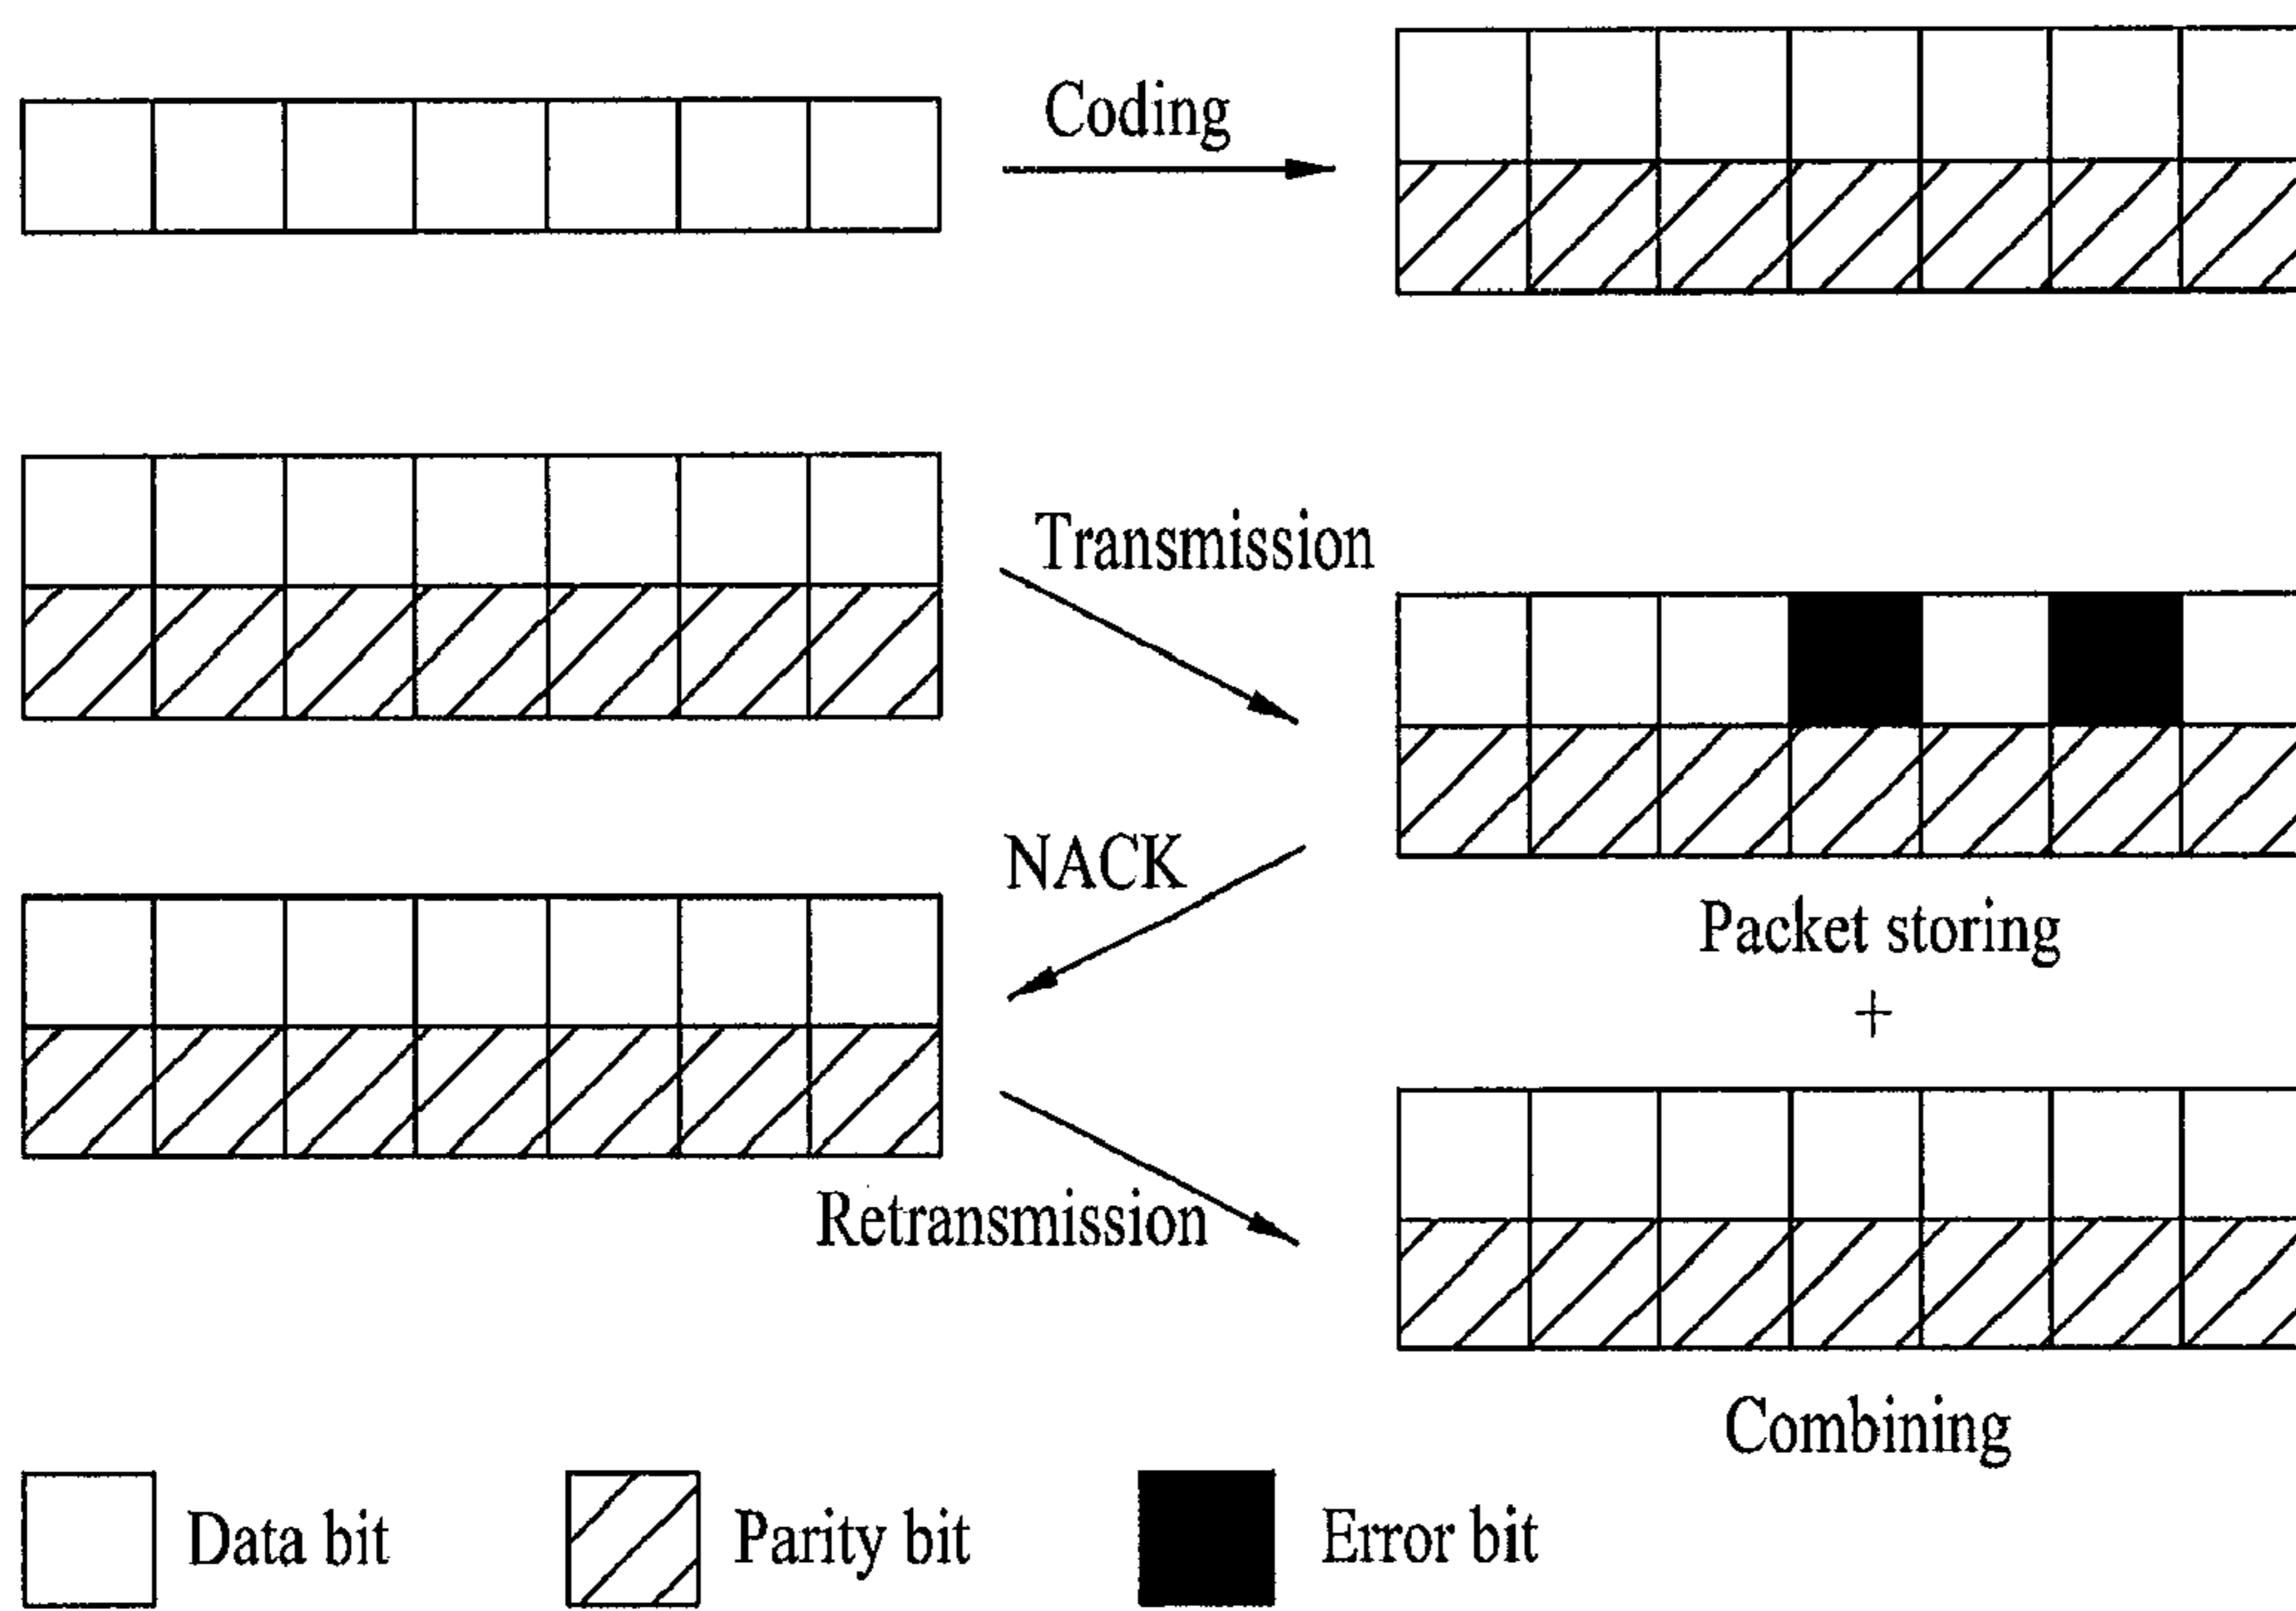 Coding
Transmission
NACK
Packet storing
+
Retransmission
Combining
Data bit
Parity bit
Error bit